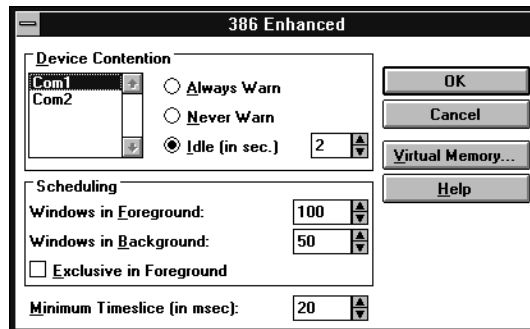 386 Enhanced
Device Contention
Com1
Com2
Always Warn
Never Warn
Idle (in sec.) 2
OK
Cancel
Virtual Memory...
Help
Scheduling
Windows in Foreground: 100
Windows in Background: 50
Exclusive in Foreground
Minimum Timeslice (in msec): 20